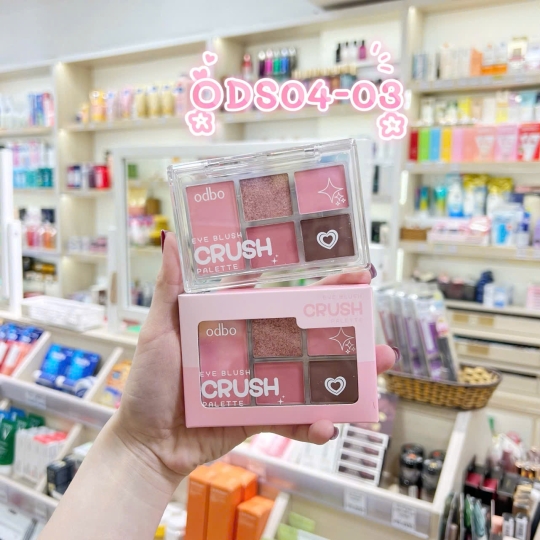 ODS04-03
odbo
EYE BLUSH
CRUSH
PALETTE
CRUSH
odbo
EYE BLUSH
CRUSH
PALETTE